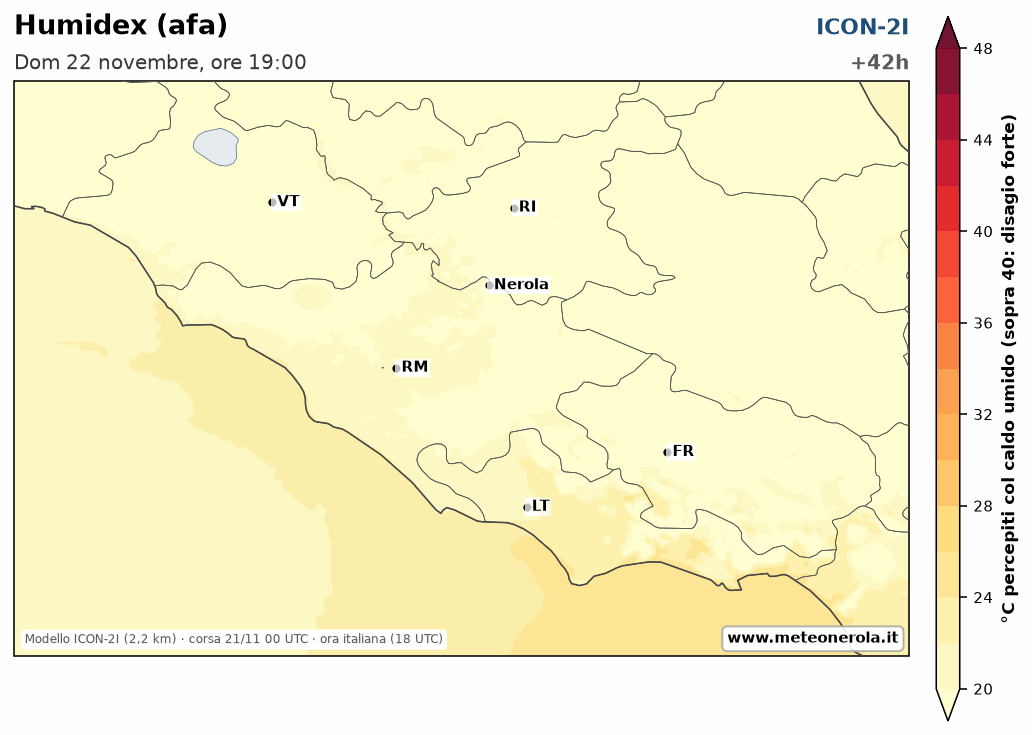 Humidex (afa)
ICON-2I
Dom 22 novembre, ore 19:00
+42h
VT
RI
Nerola
RM
FR
LT
Modello ICON-2I (2,2 km) · corsa 21/11 00 UTC · ora italiana (18 UTC)
www.meteonerola.it
48
44
40
36
32
28
24
20
°C percepiti col caldo umido (sopra 40: disagio forte)